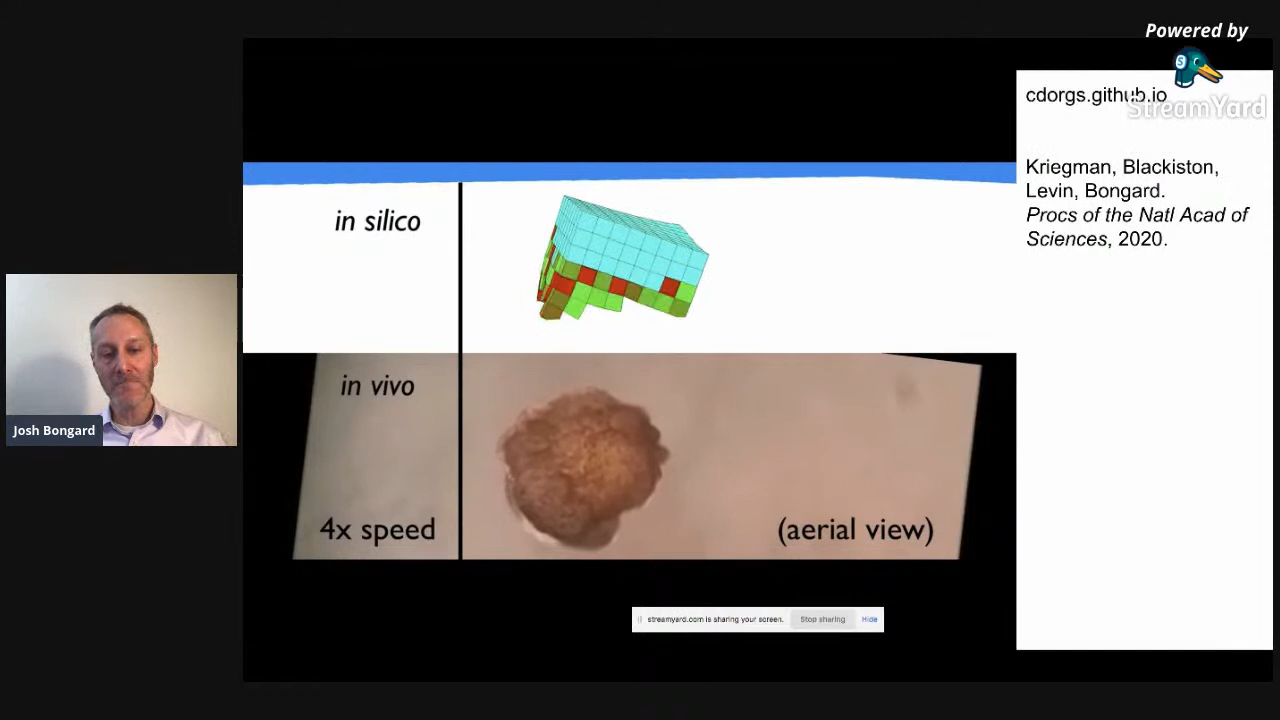 Powered by
StreamYard
cdorgs.github.io
Kriegman, Blackiston,
Levin, Bongard.
Procs of the Natl Acad of
Sciences, 2020.
in silico
in vivo
4x speed
(aerial view)
Josh Bongard
streamyard.com is sharing your screen.
Stop sharing
Hide